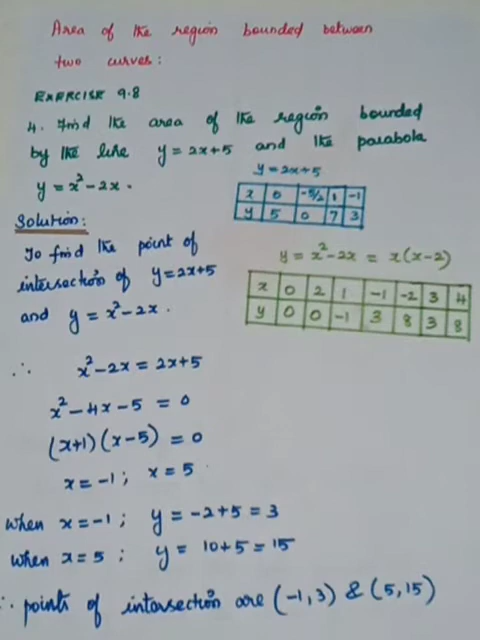 Area of the region bounded between
two curves:
EXERCISE 9.8
4. Find the area of the region bounded
by the line y = 2x+5 and the parabola
y = x² - 2x.
y = 2x+5
x 0 -5/2 1 -1
y 5 0 7 3
Solution:
To find the point of
intersection of y=2x+5
and y = x² - 2x.
y = x² - 2x = x(x-2)
x 0 2 1 -1 -2 3 4
y 0 0 -1 3 8 3 8
∴ x² - 2x = 2x+5
x² - 4x - 5 = 0
(x+1)(x-5) = 0
x = -1; x = 5
when x = -1; y = -2+5 = 3
when x = 5; y = 10+5 = 15
∴ points of intersection are (-1,3) & (5,15)